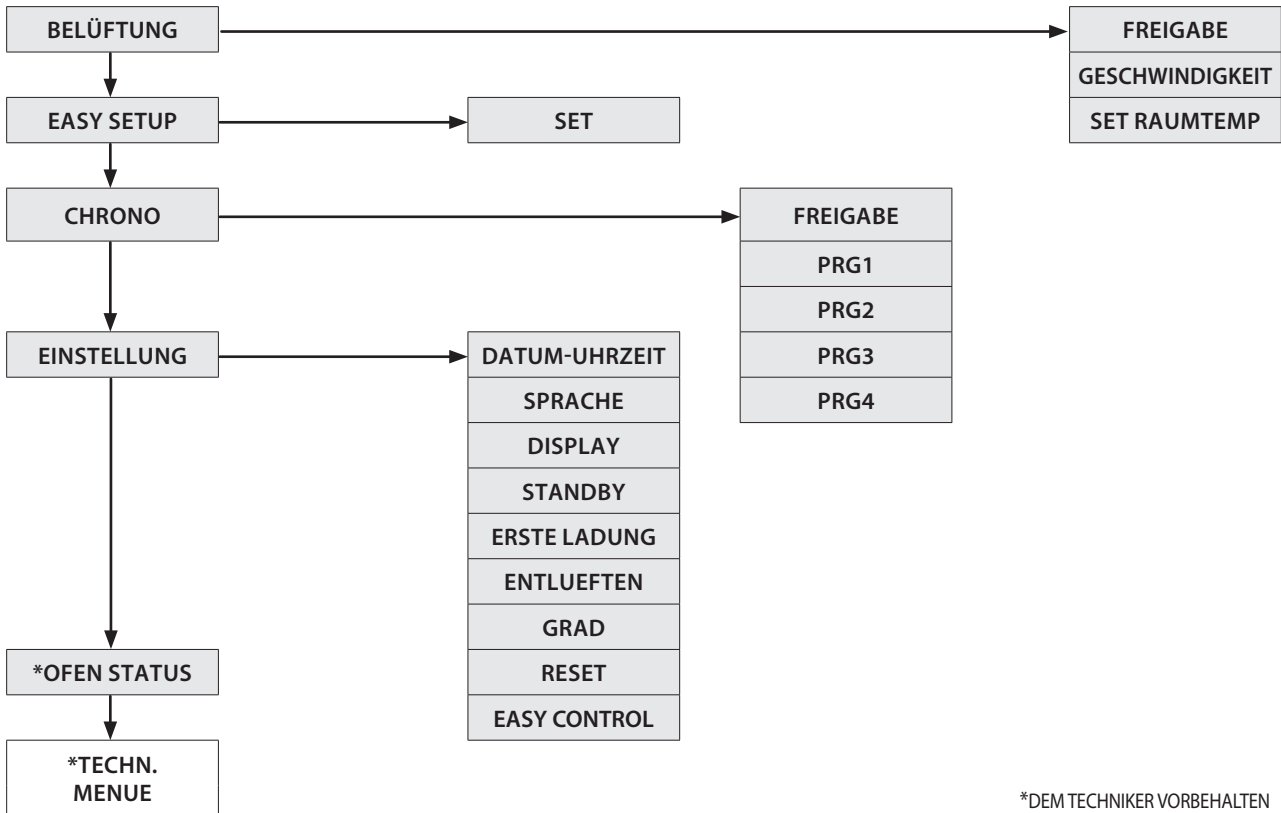 BELÜFTUNG
FREIGABE
GESCHWINDIGKEIT
SET RAUMTEMP
EASY SETUP
SET
CHRONO
FREIGABE
PRG1
PRG2
PRG3
PRG4
EINSTELLUNG
DATUM-UHRZEIT
SPRACHE
DISPLAY
STANDBY
ERSTE LADUNG
ENTLUEFTEN
GRAD
RESET
EASY CONTROL
*OFEN STATUS
*TECHN.
MENUE
*DEM TECHNIKER VORBEHALTEN